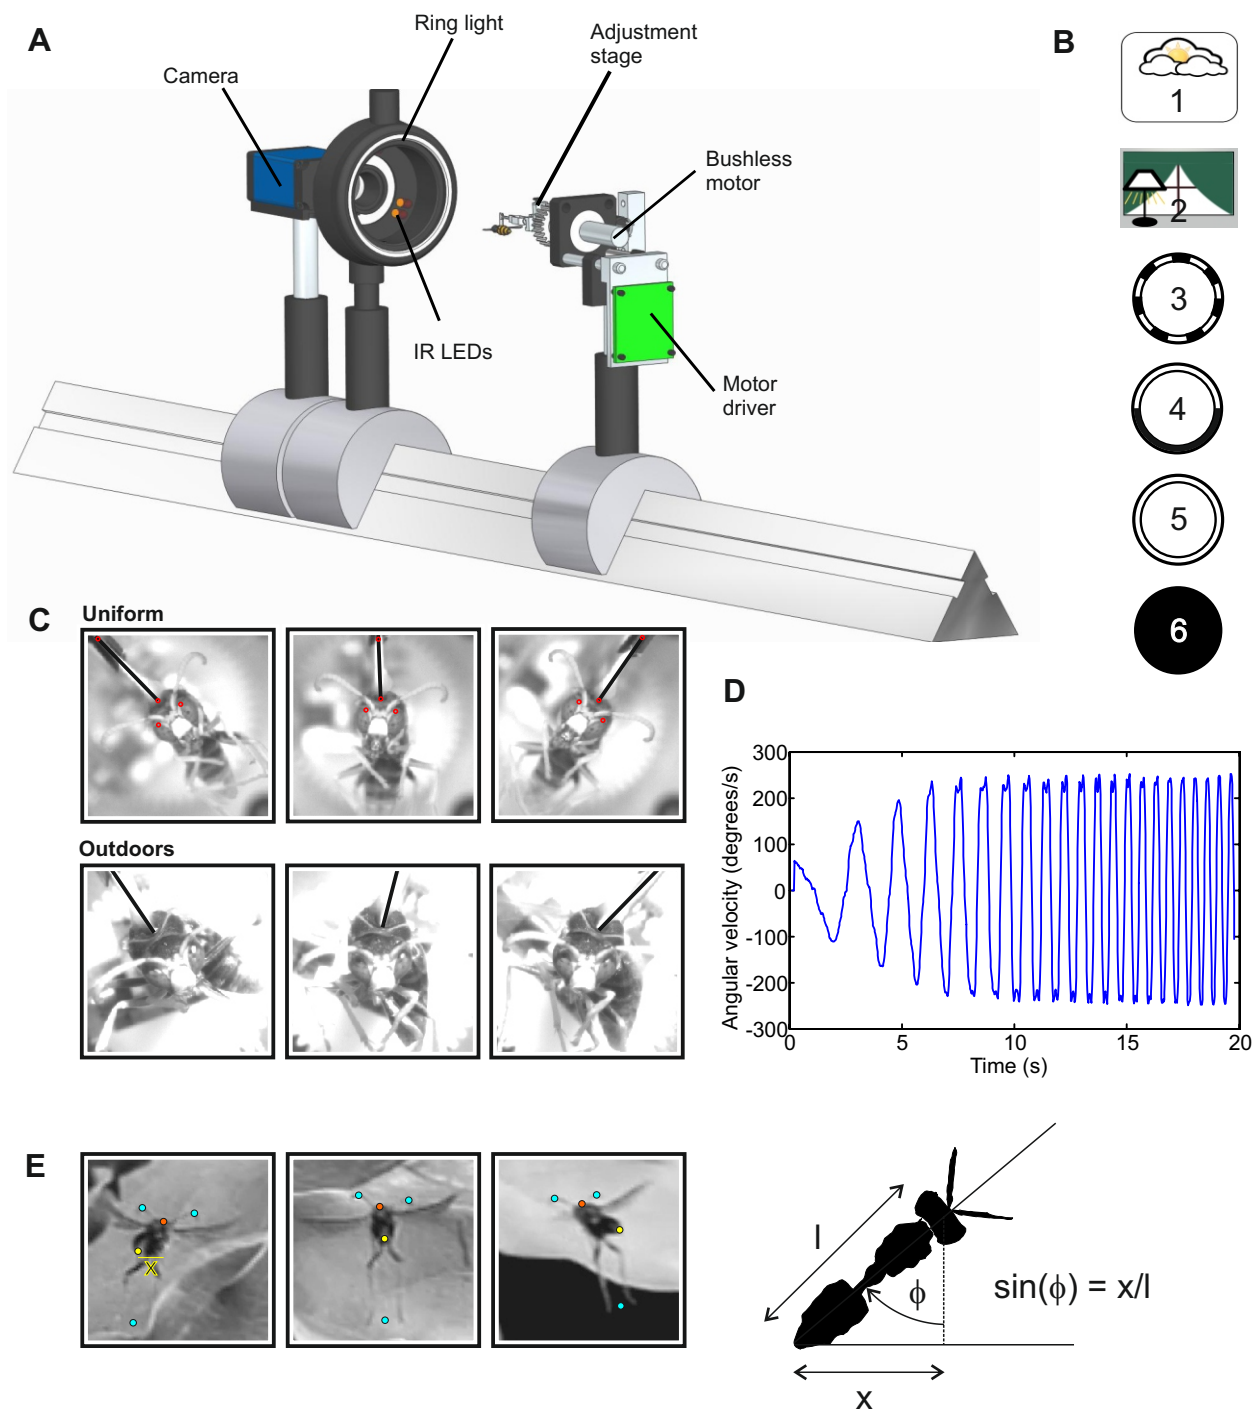 A
Ring light
Adjustment
stage
Camera
Bushless
motor
IR LEDs
Motor
driver
B
1
2
3
4
5
6
C
Uniform
Outdoors
D
300
200
100
0
-100
-200
-300
Angular velocity (degrees/s)
0
5
10
15
20
Time (s)
E
X
l
ϕ
sin(ϕ) = x/l
x